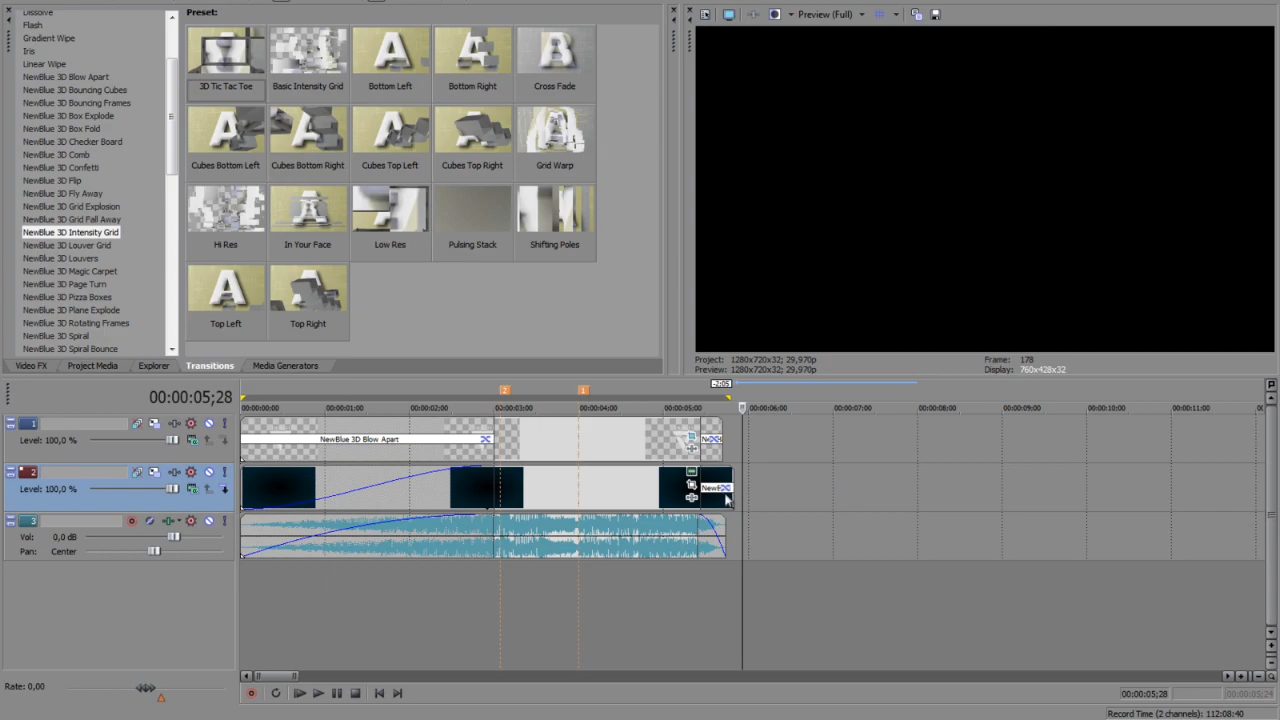 Dissolve
Flash
Gradient Wipe
Iris
Linear Wipe
NewBlue 3D Blow Apart
NewBlue 3D Bouncing Cubes
NewBlue 3D Bouncing Frames
NewBlue 3D Box Explode
NewBlue 3D Box Fold
NewBlue 3D Checker Board
NewBlue 3D Comb
NewBlue 3D Confetti
NewBlue 3D Flip
NewBlue 3D Fly Away
NewBlue 3D Grid Explosion
NewBlue 3D Grid Fall Away
NewBlue 3D Intensity Grid
NewBlue 3D Louver Grid
NewBlue 3D Louvers
NewBlue 3D Magic Carpet
NewBlue 3D Page Turn
NewBlue 3D Pizza Boxes
NewBlue 3D Plane Explode
NewBlue 3D Rotating Frames
NewBlue 3D Spiral
NewBlue 3D Spiral Bounce
Preset:
3D Tic Tac Toe Basic Intensity Grid Bottom Left Bottom Right Cross Fade
Cubes Bottom Left Cubes Bottom Right Cubes Top Left Cubes Top Right Grid Warp
Hi Res In Your Face Low Res Pulsing Stack Shifting Poles
Top Left Top Right
Video FX Project Media Explorer Transitions Media Generators
Preview (Full)
Project: 1280x720x32; 29,970p Frame: 178
Preview: 1280x720x32; 29,970p Display: 760x428x32
00:00:05;28
-2:05
2 1
00:00:00 00:00:01:00 00:00:02:00 00:00:03:00 00:00:04:00 00:00:05:00 00:00:06:00 00:00:07:00 00:00:08:00 00:00:09:00 00:00:10:00 00:00:11:00
1
Level: 100,0 %
NewBlue 3D Blow Apart
2
Level: 100,0 %
3
Vol: 0,0 dB
Pan: Center
Rate: 0,00
00:00:05;28 00:00:05;24
Record Time (2 channels): 112:08:40